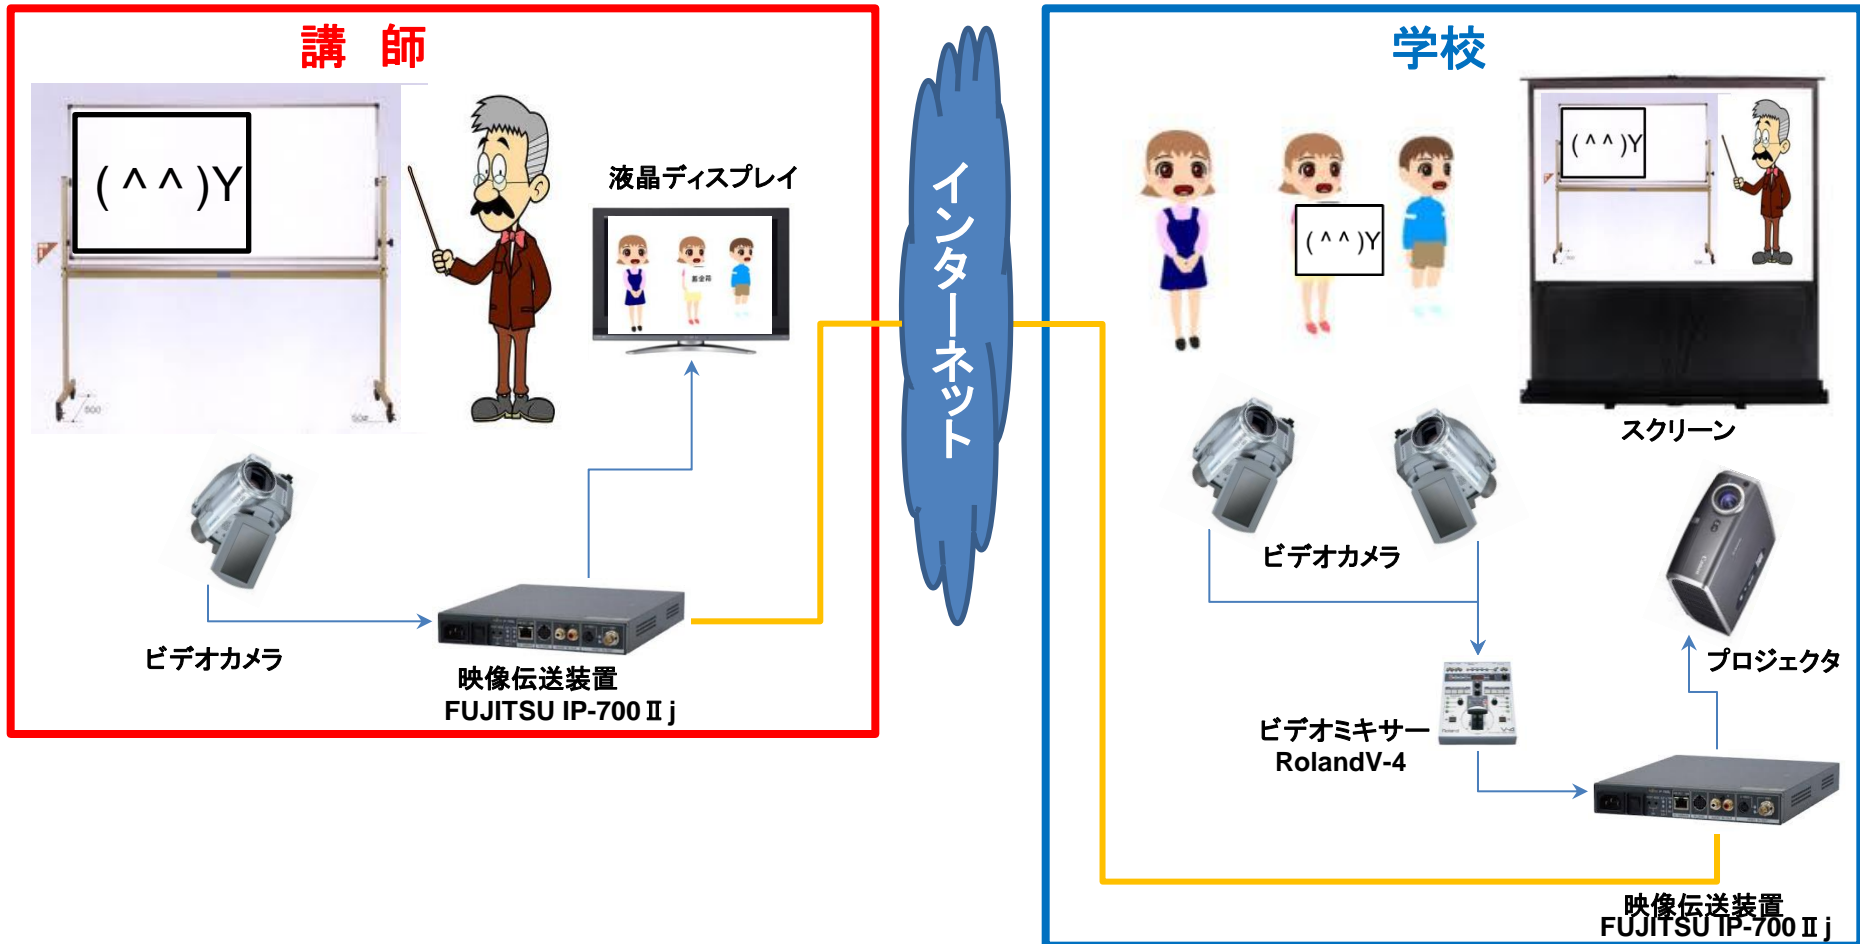 講 師
(^^)Y
液晶ディスプレイ
ビデオカメラ
映像伝送装置
FUJITSU IP-700Ⅱj
インターネット
学校
(^^)Y
(^^)Y
スクリーン
ビデオカメラ
プロジェクタ
ビデオミキサー
RolandV-4
映像伝送装置
FUJITSU IP-700Ⅱj